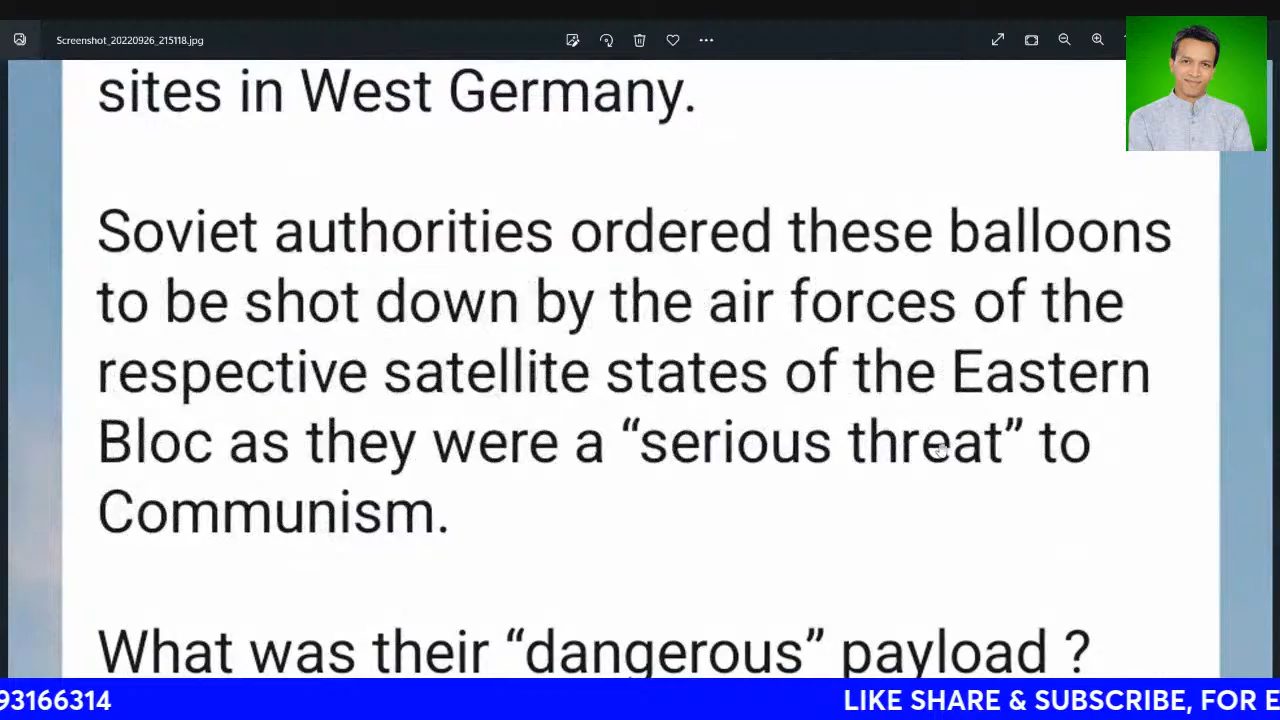 Screenshot_20220926_215118.jpg
sites in West Germany.
Soviet authorities ordered these balloons
to be shot down by the air forces of the
respective satellite states of the Eastern
Bloc as they were a “serious threat” to
Communism.
What was their “dangerous” payload ?
93166314
LIKE SHARE & SUBSCRIBE, FOR E